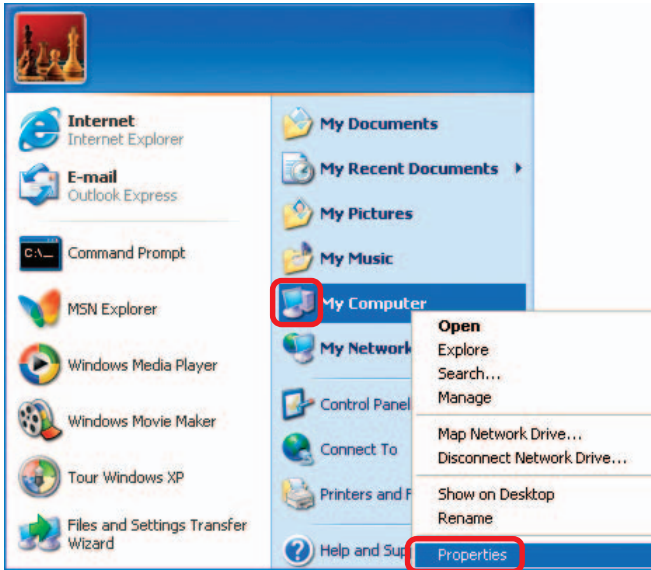 Internet
Internet Explorer
E-mail
Outlook Express
C:\_
Command Prompt
MSN Explorer
Windows Media Player
Windows Movie Maker
Tour Windows XP
Files and Settings Transfer
Wizard
My Documents
My Recent Documents
My Pictures
My Music
My Computer
My Network
Control Panel
Connect To
Printers and F
Help and Sup
Open
Explore
Search...
Manage
Map Network Drive...
Disconnect Network Drive...
Show on Desktop
Rename
Properties